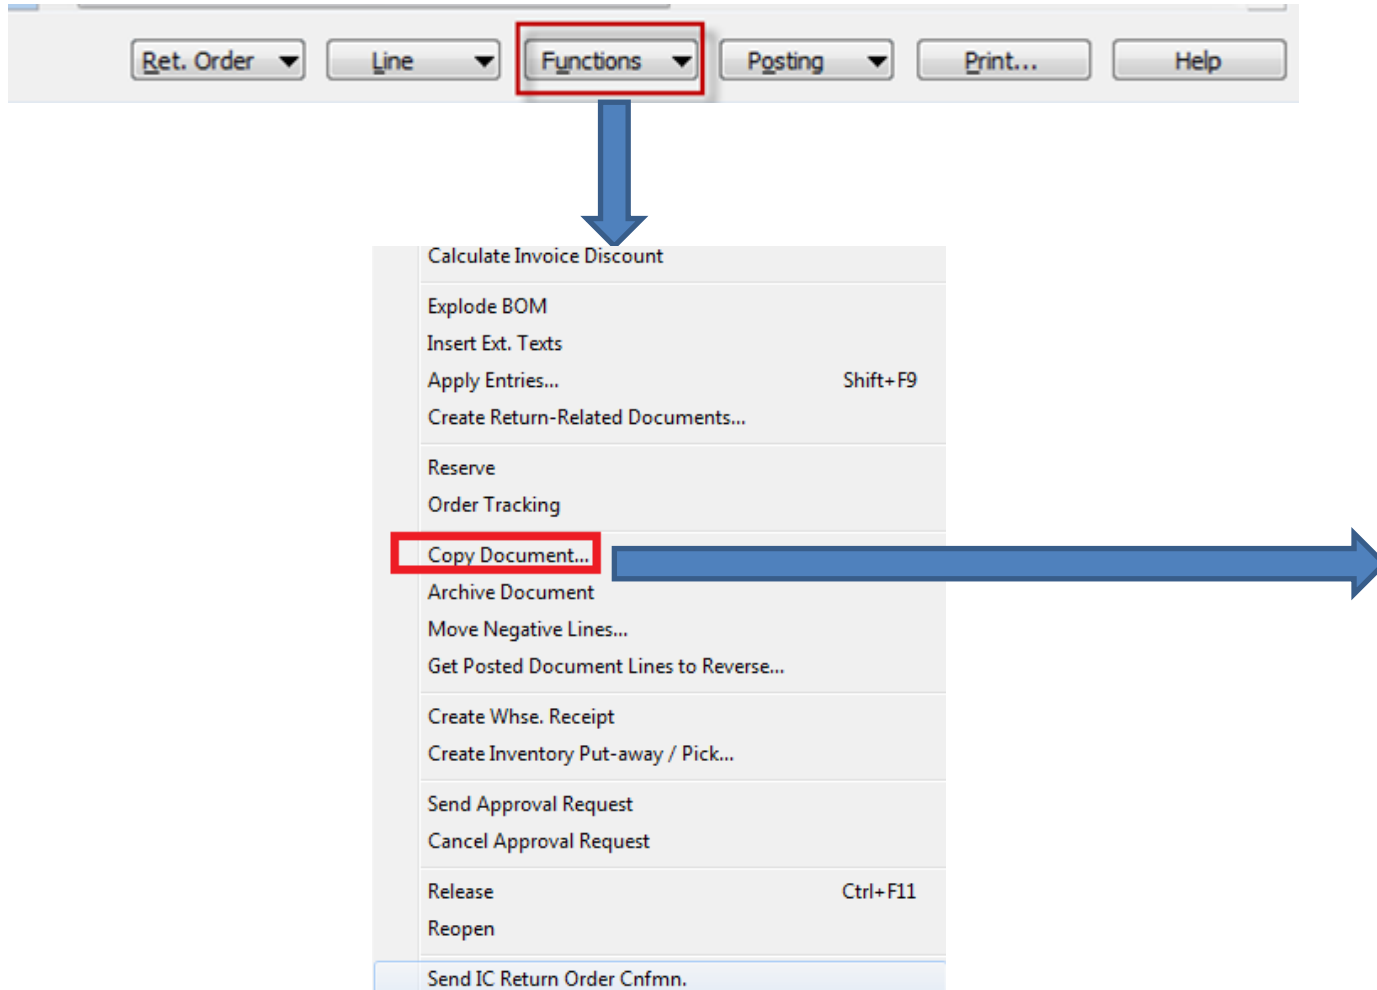 Ret. Order Line Functions Posting Print... Help
Calculate Invoice Discount
Explode BOM
Insert Ext. Texts
Apply Entries... Shift+F9
Create Return-Related Documents...
Reserve
Order Tracking
Copy Document...
Archive Document
Move Negative Lines...
Get Posted Document Lines to Reverse...
Create Whse. Receipt
Create Inventory Put-away / Pick...
Send Approval Request
Cancel Approval Request
Release Ctrl+F11
Reopen
Send IC Return Order Cnfmn.